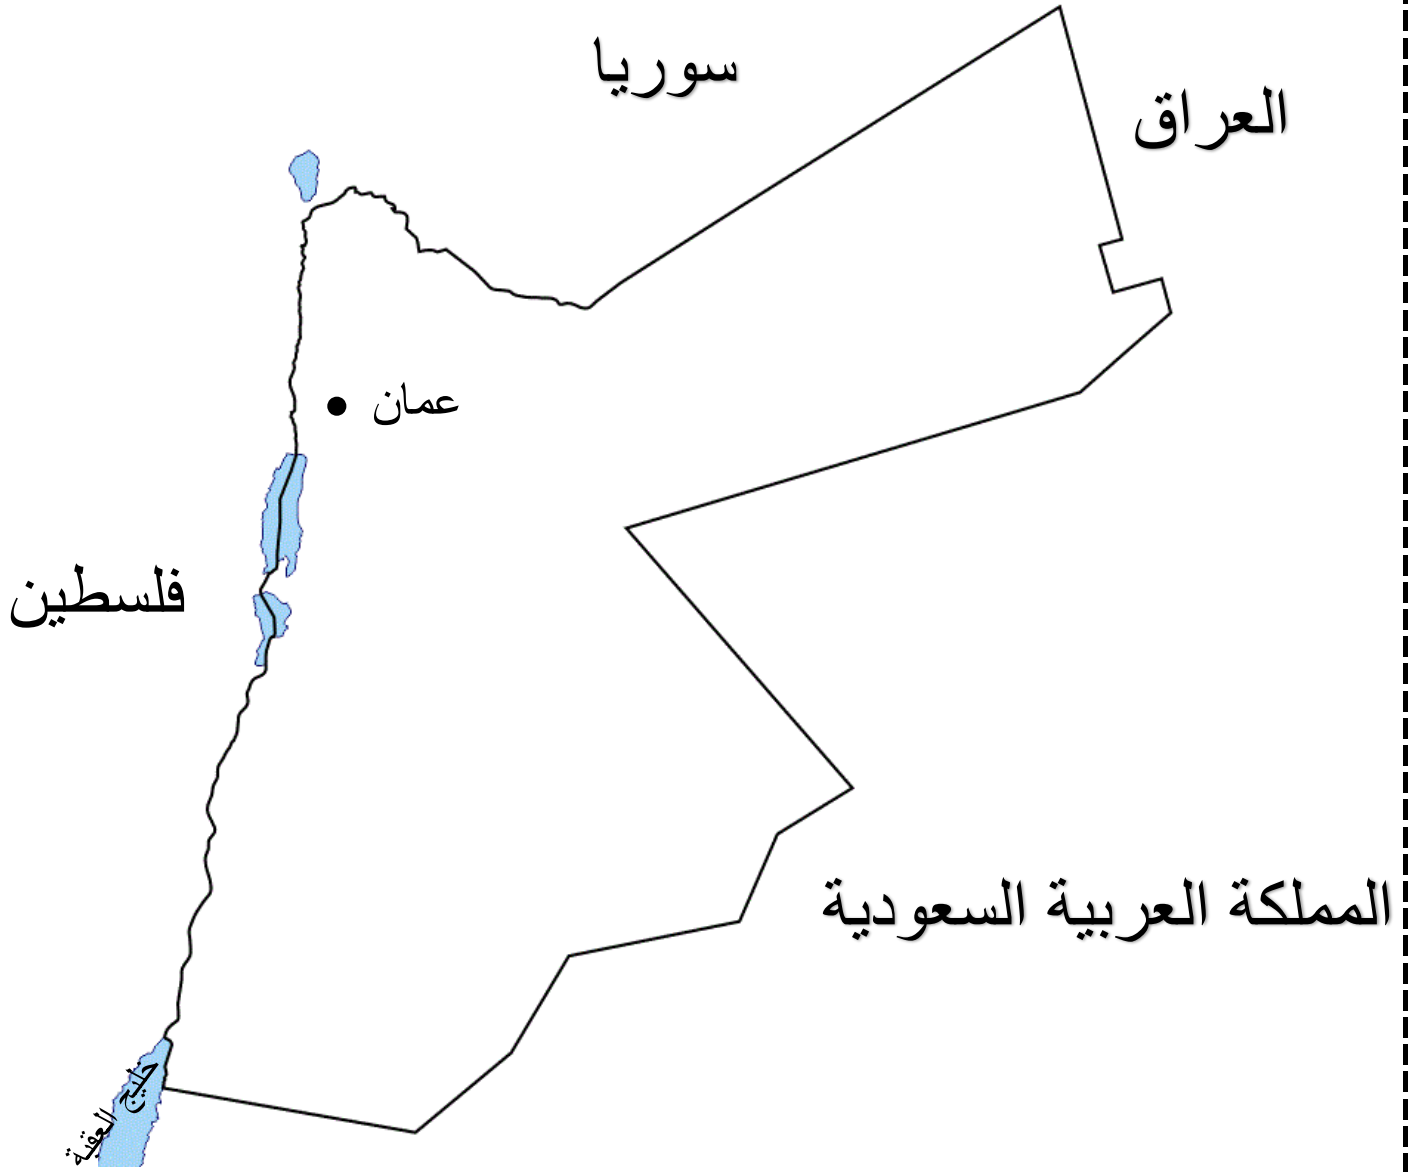 سوريا
العراق
عمان
فلسطين
المملكة العربية السعودية
خليج العقبة